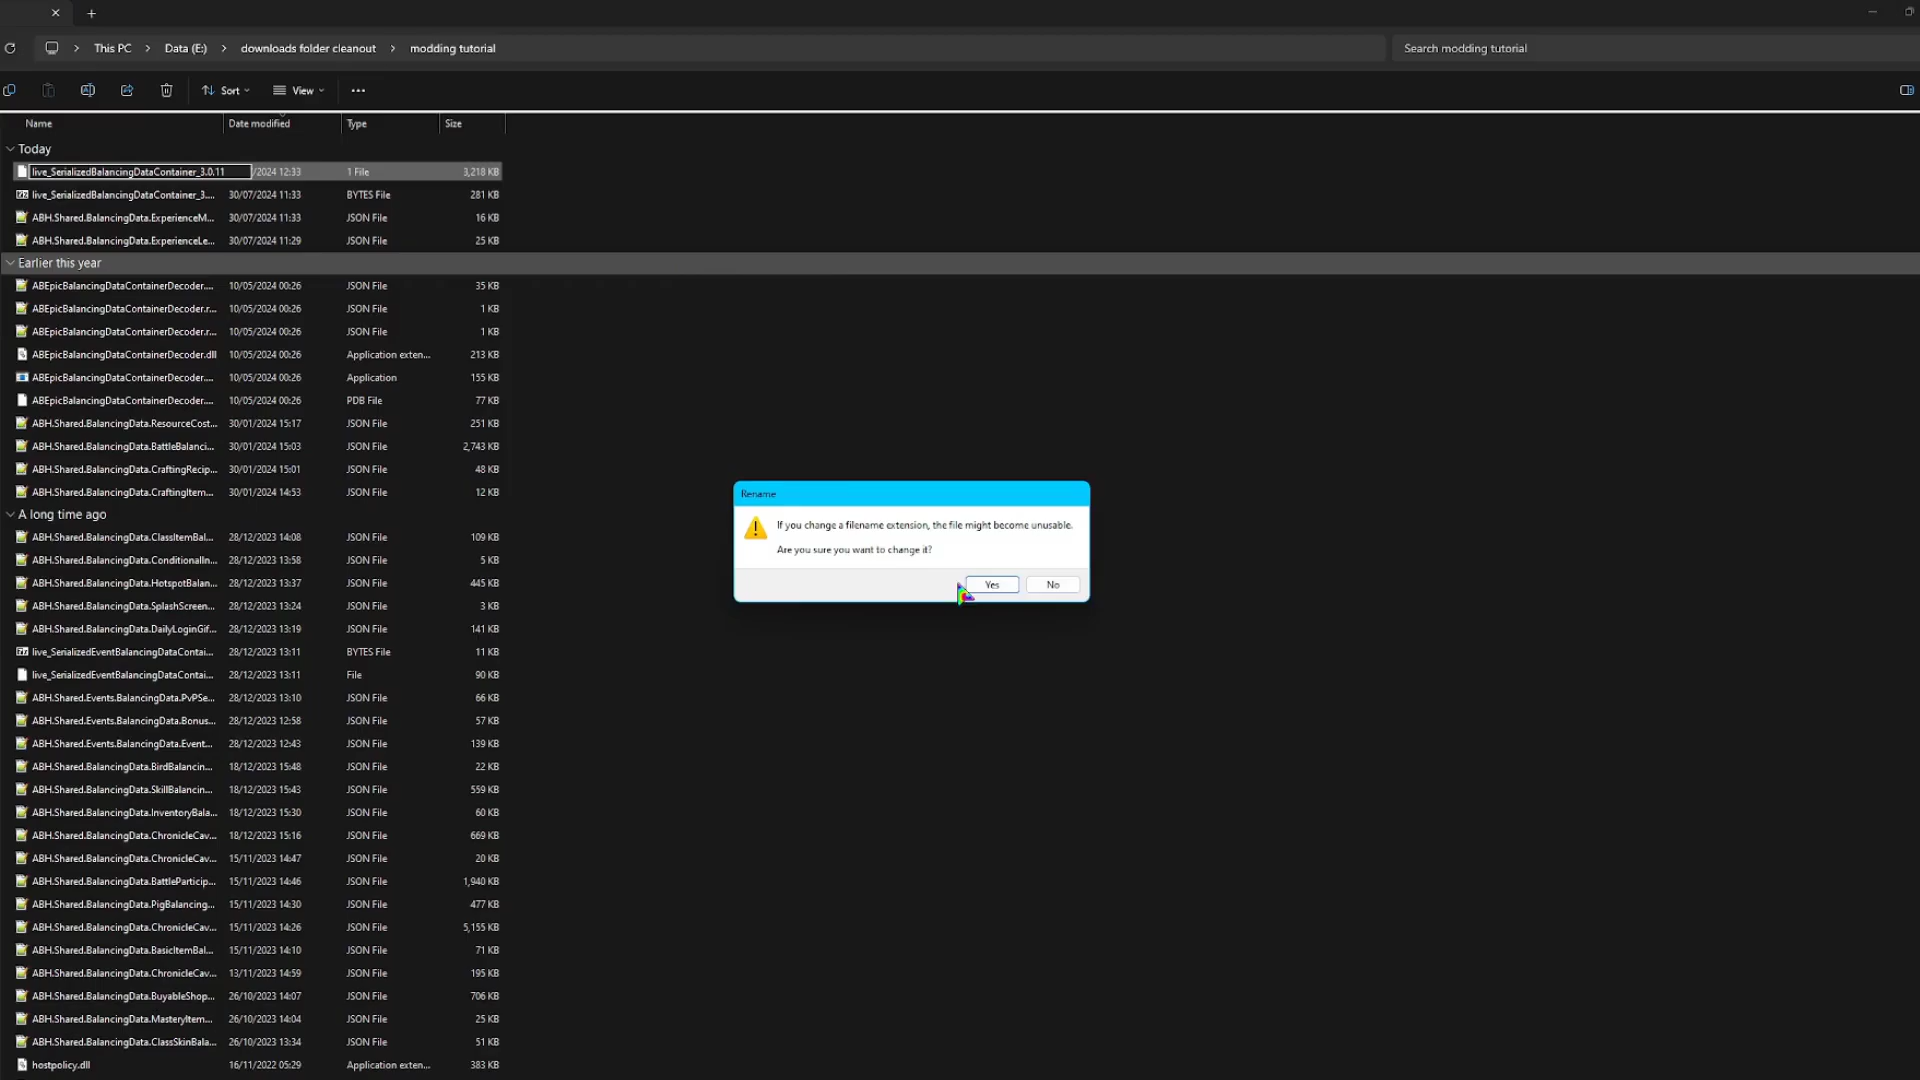 This PC
Data (E:)
downloads folder cleanout
modding tutorial
Search modding tutorial
Sort
View
Name Date modified Type Size
Today
live_SerializedBalancingDataContainer_3.0.11 /2024 12:33 1 File 3,218 KB
live_SerializedBalancingDataContainer_3.... 30/07/2024 11:33 BYTES File 281 KB
ABH.Shared.BalancingData.ExperienceM... 30/07/2024 11:33 JSON File 16 KB
ABH.Shared.BalancingData.ExperienceLe... 30/07/2024 11:29 JSON File 25 KB
Earlier this year
ABEpicBalancingDataContainerDecoder.... 10/05/2024 00:26 JSON File 35 KB
ABEpicBalancingDataContainerDecoder.r... 10/05/2024 00:26 JSON File 1 KB
ABEpicBalancingDataContainerDecoder.r... 10/05/2024 00:26 JSON File 1 KB
ABEpicBalancingDataContainerDecoder.dll 10/05/2024 00:26 Application exten... 213 KB
ABEpicBalancingDataContainerDecoder.... 10/05/2024 00:26 Application 155 KB
ABEpicBalancingDataContainerDecoder.... 10/05/2024 00:26 PDB File 77 KB
ABH.Shared.BalancingData.ResourceCost... 30/01/2024 15:17 JSON File 251 KB
ABH.Shared.BalancingData.BattleBalanci... 30/01/2024 15:03 JSON File 2,743 KB
ABH.Shared.BalancingData.CraftingRecip... 30/01/2024 15:01 JSON File 48 KB
ABH.Shared.BalancingData.CraftingItem... 30/01/2024 14:53 JSON File 12 KB
A long time ago
ABH.Shared.BalancingData.ClassItemBal... 28/12/2023 14:08 JSON File 109 KB
ABH.Shared.BalancingData.ConditionalIn... 28/12/2023 13:58 JSON File 5 KB
ABH.Shared.BalancingData.HotspotBalan... 28/12/2023 13:37 JSON File 445 KB
ABH.Shared.BalancingData.SplashScreen... 28/12/2023 13:24 JSON File 3 KB
ABH.Shared.BalancingData.DailyLoginGif... 28/12/2023 13:19 JSON File 141 KB
live_SerializedEventBalancingDataContai... 28/12/2023 13:11 BYTES File 11 KB
live_SerializedEventBalancingDataContai... 28/12/2023 13:11 File 90 KB
ABH.Shared.Events.BalancingData.PvPSe... 28/12/2023 13:10 JSON File 66 KB
ABH.Shared.Events.BalancingData.Bonus... 28/12/2023 12:58 JSON File 57 KB
ABH.Shared.Events.BalancingData.Event... 28/12/2023 12:43 JSON File 139 KB
ABH.Shared.BalancingData.BirdBalancin... 18/12/2023 15:48 JSON File 22 KB
ABH.Shared.BalancingData.SkillBalancin... 18/12/2023 15:43 JSON File 559 KB
ABH.Shared.BalancingData.InventoryBala... 18/12/2023 15:30 JSON File 60 KB
ABH.Shared.BalancingData.ChronicleCav... 18/12/2023 15:16 JSON File 669 KB
ABH.Shared.BalancingData.ChronicleCav... 15/11/2023 14:47 JSON File 20 KB
ABH.Shared.BalancingData.BattleParticip... 15/11/2023 14:46 JSON File 1,940 KB
ABH.Shared.BalancingData.PigBalancing... 15/11/2023 14:30 JSON File 477 KB
ABH.Shared.BalancingData.ChronicleCav... 15/11/2023 14:26 JSON File 5,155 KB
ABH.Shared.BalancingData.BasicItemBal... 15/11/2023 14:10 JSON File 71 KB
ABH.Shared.BalancingData.ChronicleCav... 13/11/2023 14:59 JSON File 195 KB
ABH.Shared.BalancingData.BuyableShop... 26/10/2023 14:07 JSON File 706 KB
ABH.Shared.BalancingData.MasteryItem... 26/10/2023 14:04 JSON File 25 KB
ABH.Shared.BalancingData.ClassSkinBala... 26/10/2023 13:34 JSON File 51 KB
hostpolicy.dll 16/11/2022 05:29 Application exten... 383 KB
Rename
If you change a filename extension, the file might become unusable.
Are you sure you want to change it?
Yes No